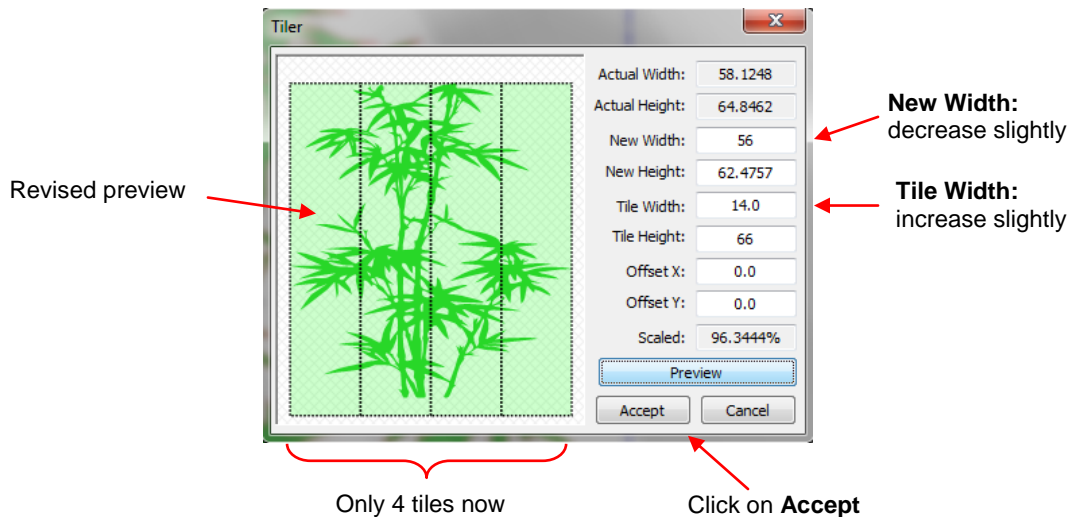 Tiler
Actual Width: 58.1248
Actual Height: 64.8462
New Width: 56
New Height: 62.4757
Tile Width: 14.0
Tile Height: 66
Offset X: 0.0
Offset Y: 0.0
Scaled: 96.3444%
Preview
Accept Cancel
Revised preview
New Width:
decrease slightly
Tile Width:
increase slightly
Only 4 tiles now
Click on Accept